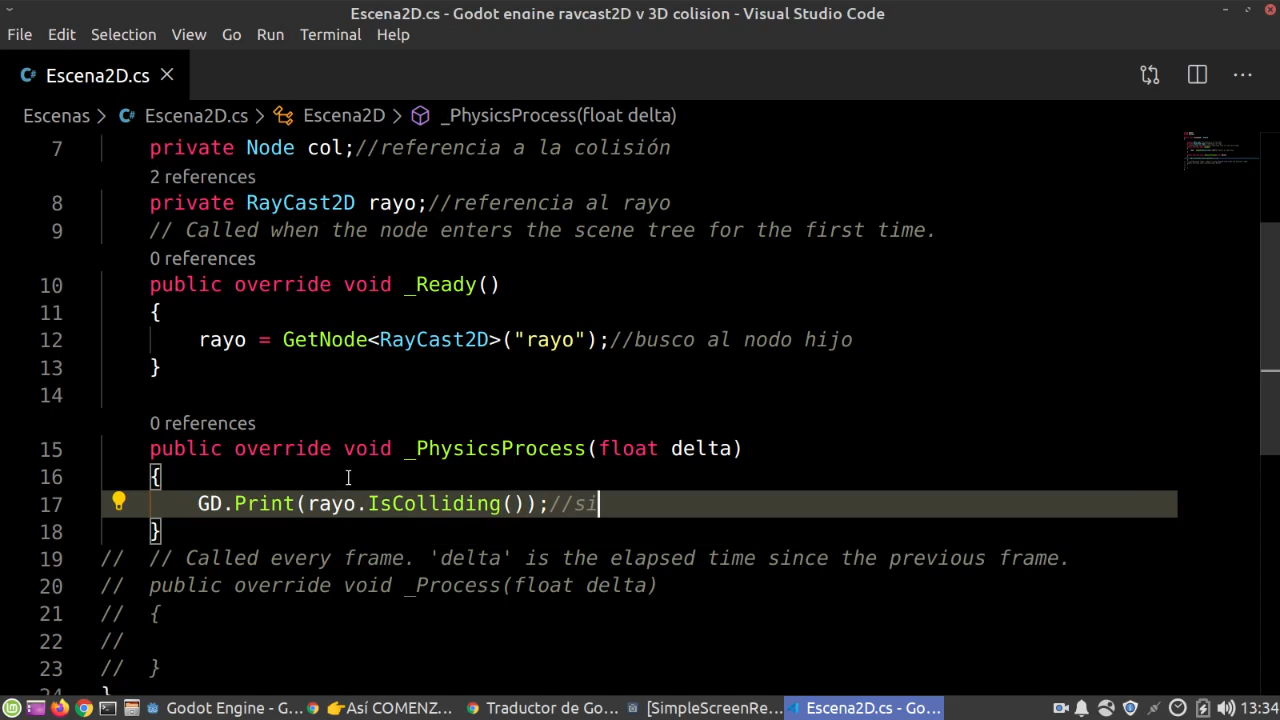 Escena2D.cs - Godot engine raycast2D y 3D colision - Visual Studio Code
File Edit Selection View Go Run Terminal Help
Escena2D.cs
Escenas > Escena2D.cs > Escena2D > _PhysicsProcess(float delta)
7 private Node col;//referencia a la colisión
2 references
8 private RayCast2D rayo;//referencia al rayo
9 // Called when the node enters the scene tree for the first time.
0 references
10 public override void _Ready()
11 {
12 rayo = GetNode<RayCast2D>("rayo");//busco al nodo hijo
13 }
14
0 references
15 public override void _PhysicsProcess(float delta)
16 {
17 GD.Print(rayo.IsColliding());//si
18 }
19 // // Called every frame. 'delta' is the elapsed time since the previous frame.
20 // public override void _Process(float delta)
21 // {
22 //
23 // }
24 }
Godot Engine - G... 👉Así COMENZ... Traductor de Go... [SimpleScreenRe... Escena2D.cs - Go... 13:34